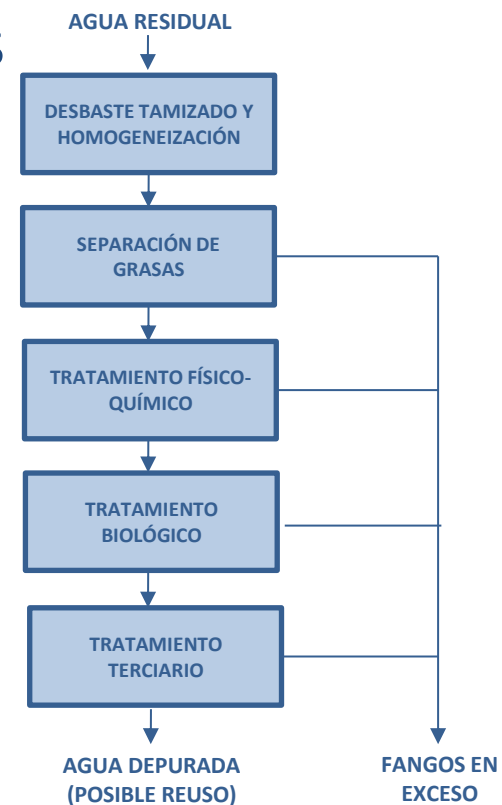 S
AGUA RESIDUAL
DESBASTE TAMIZADO Y
HOMOGENEIZACIÓN
SEPARACIÓN DE
GRASAS
TRATAMIENTO FÍSICO-
QUÍMICO
TRATAMIENTO
BIOLÓGICO
TRATAMIENTO
TERCIARIO
AGUA DEPURADA
(POSIBLE REUSO)
FANGOS EN
EXCESO